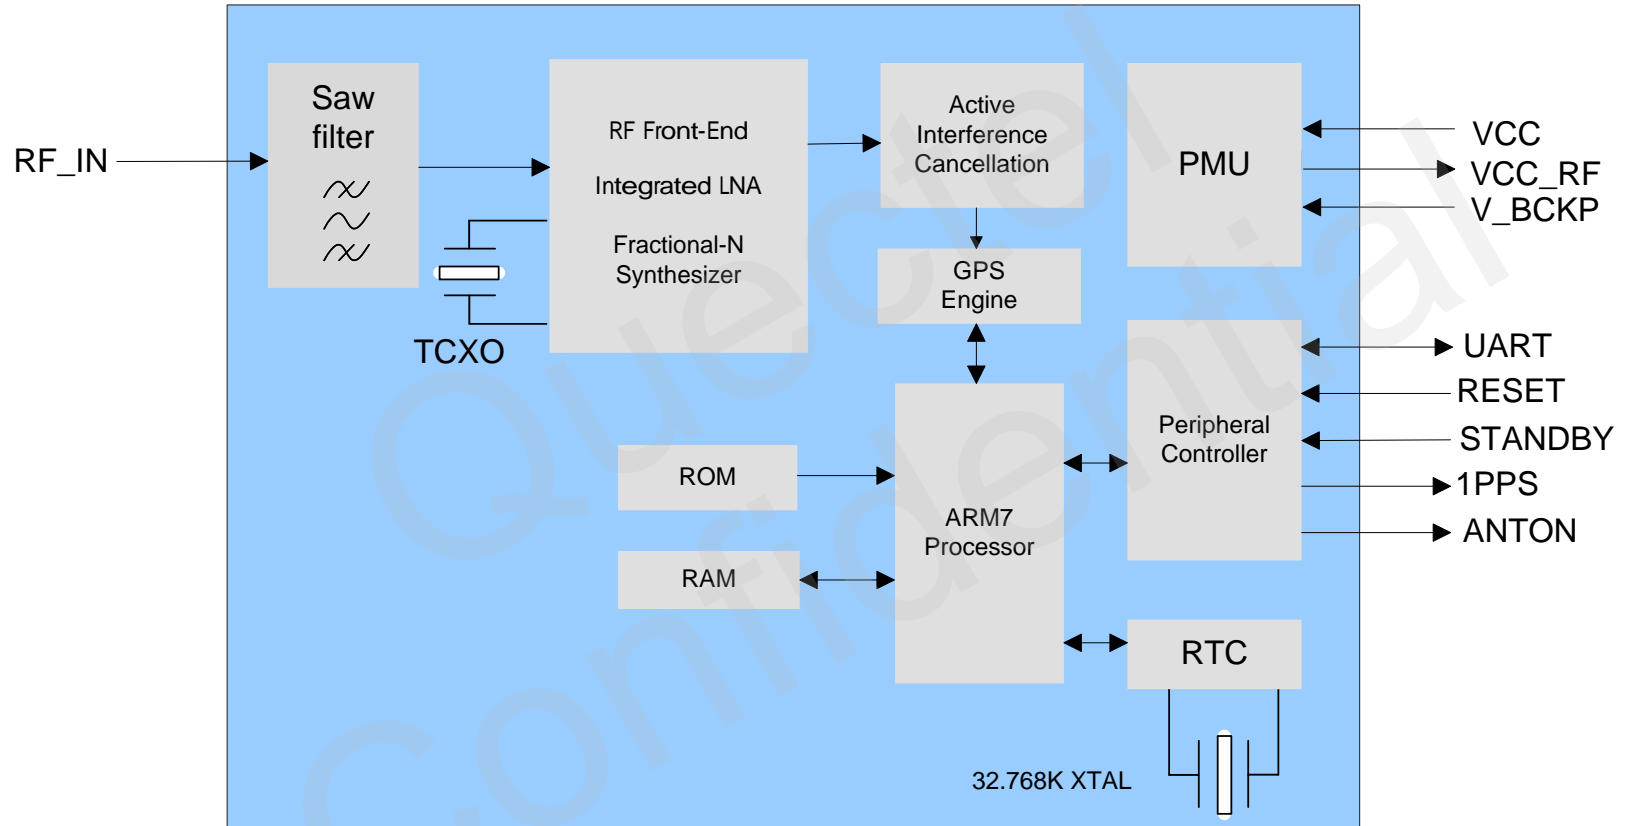 RF_IN
Saw
filter
TCXO
RF Front-End
Integrated LNA
Fractional-N
Synthesizer
Active
Interference
Cancellation
GPS
Engine
ROM
RAM
ARM7
Processor
PMU
VCC
VCC_RF
V_BCKP
Peripheral
Controller
UART
RESET
STANDBY
1PPS
ANTON
RTC
32.768K XTAL
Quectel
Confidential